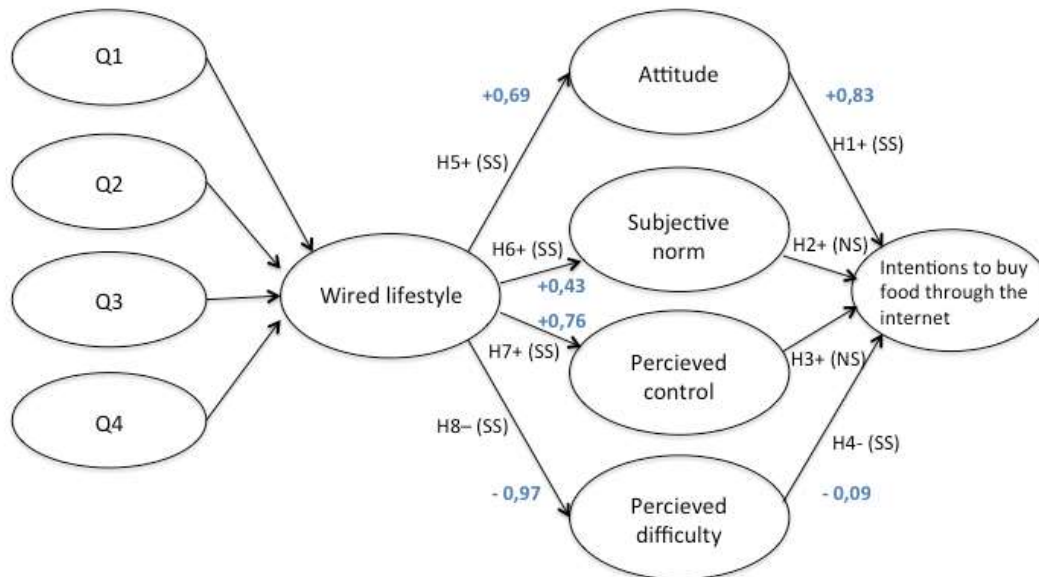 Q1
Q2
Q3
Q4
Wired lifestyle
+0,69
H5+ (SS)
H6+ (SS)
+0,43
+0,76
H7+ (SS)
H8– (SS)
- 0,97
Attitude
Subjective
norm
Percieved
control
Percieved
difficulty
+0,83
H1+ (SS)
H2+ (NS)
H3+ (NS)
H4- (SS)
- 0,09
Intentions to buy
food through the
internet